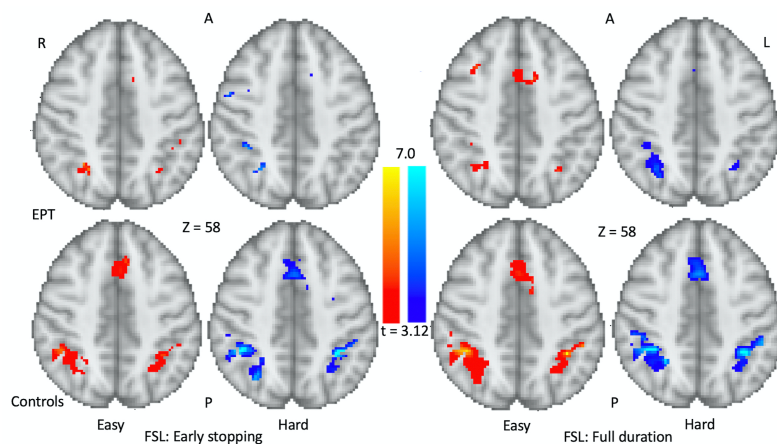 A A
R L
7.0
EPT
Z = 58 Z = 58
t = 3.12
Controls P P
Easy Hard Easy Hard
FSL: Early stopping FSL: Full duration